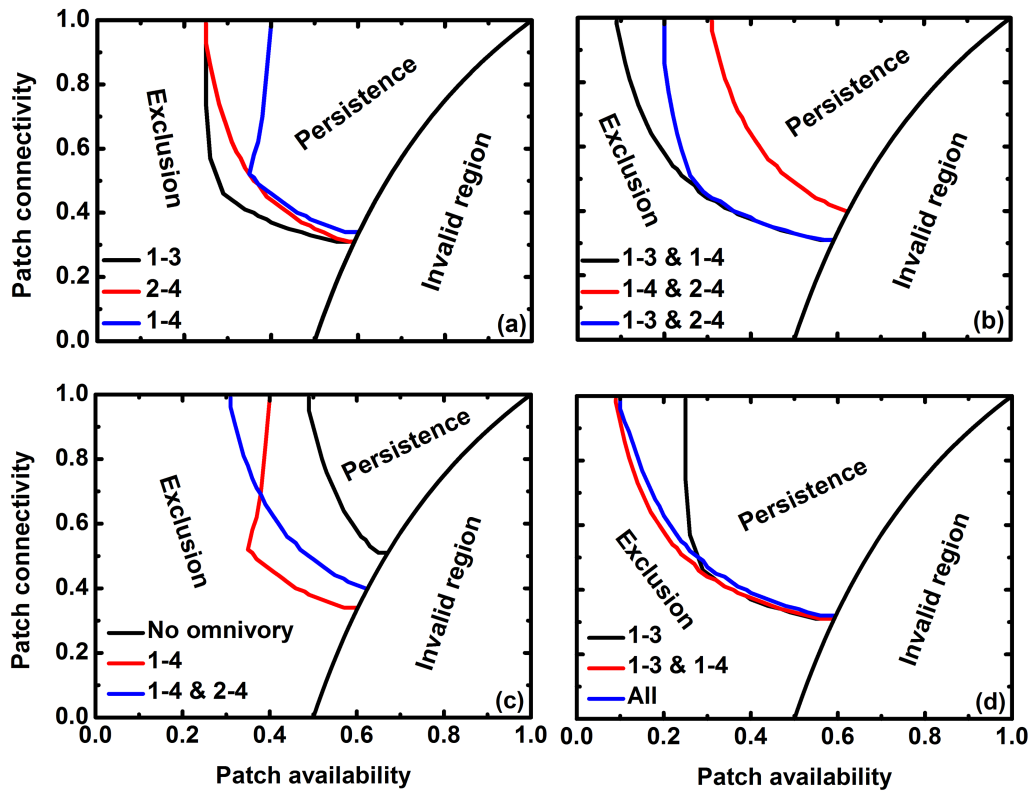 1.0
0.8
0.6
0.4
0.2
0.0
Patch connectivity
Exclusion
Persistence
Invalid region
1-3
2-4
1-4
(a)
Exclusion
Persistence
Invalid region
1-3 & 1-4
1-4 & 2-4
1-3 & 2-4
(b)
1.0
0.8
0.6
0.4
0.2
0.0
Patch connectivity
Exclusion
Persistence
Invalid region
No omnivory
1-4
1-4 & 2-4
(c)
0.0 0.2 0.4 0.6 0.8 1.0
Patch availability
Exclusion
Persistence
Invalid region
1-3
1-3 & 1-4
All
(d)
0.0 0.2 0.4 0.6 0.8 1.0
Patch availability